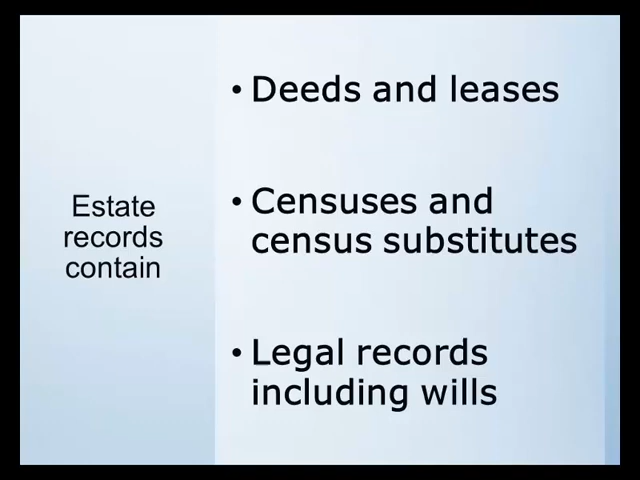 Estate
records
contain
• Deeds and leases
• Censuses and
census substitutes
• Legal records
including wills